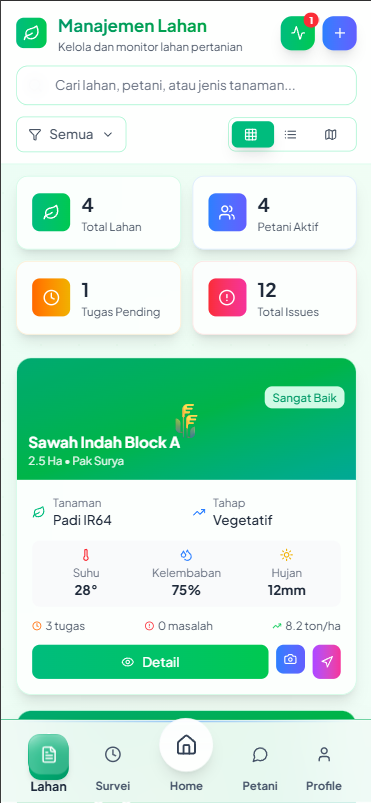 Manajemen Lahan
Kelola dan monitor lahan pertanian
1
Cari lahan, petani, atau jenis tanaman...
Semua
4
Total Lahan
4
Petani Aktif
1
Tugas Pending
12
Total Issues
Sangat Baik
Sawah Indah Block A
2.5 Ha • Pak Surya
Tanaman
Padi IR64
Tahap
Vegetatif
Suhu
28°
Kelembaban
75%
Hujan
12mm
3 tugas
0 masalah
8.2 ton/ha
Detail
Lahan
Survei
Home
Petani
Profile